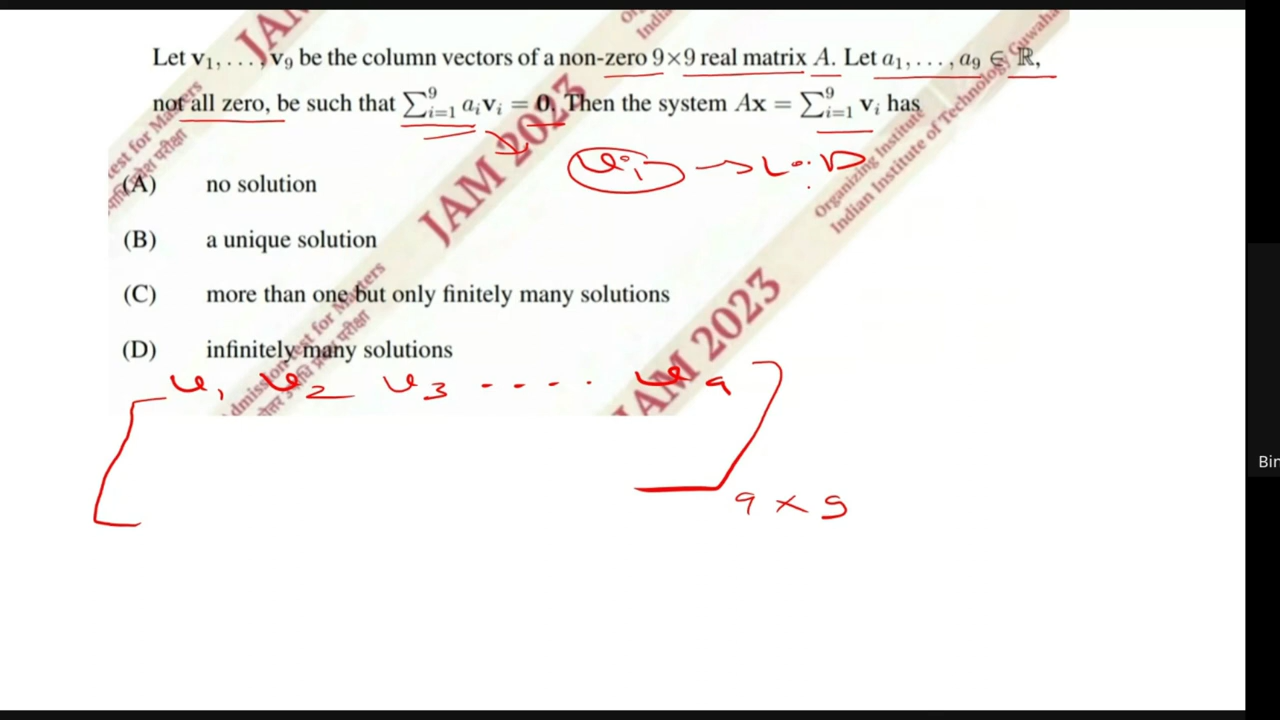 Let v₁, . . . , v₉ be the column vectors of a non-zero 9×9 real matrix A. Let a₁, . . . , a₉ ∈ ℝ,
not all zero, be such that ∑⁹ᵢ₌₁ aᵢvᵢ = 0. Then the system Ax = ∑⁹ᵢ₌₁ vᵢ has
vᵢ → L.D
(A) no solution
(B) a unique solution
(C) more than one but only finitely many solutions
(D) infinitely many solutions
v₁ v₂ v₃ . . . . v₉
9 × 9
JAM 2023
JAM 2023
JAM 2023
Organizing Institute
Indian Institute of Technology Guwaha
Bin